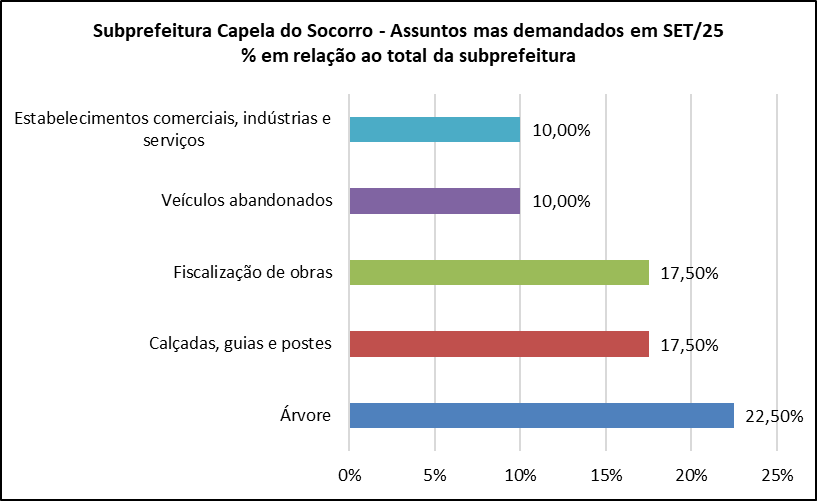 Subprefeitura Capela do Socorro - Assuntos mas demandados em SET/25
% em relação ao total da subprefeitura
Estabelecimentos comerciais, indústrias e
serviços
10,00%
Veículos abandonados
10,00%
Fiscalização de obras
17,50%
Calçadas, guias e postes
17,50%
Árvore
22,50%
0% 5% 10% 15% 20% 25%